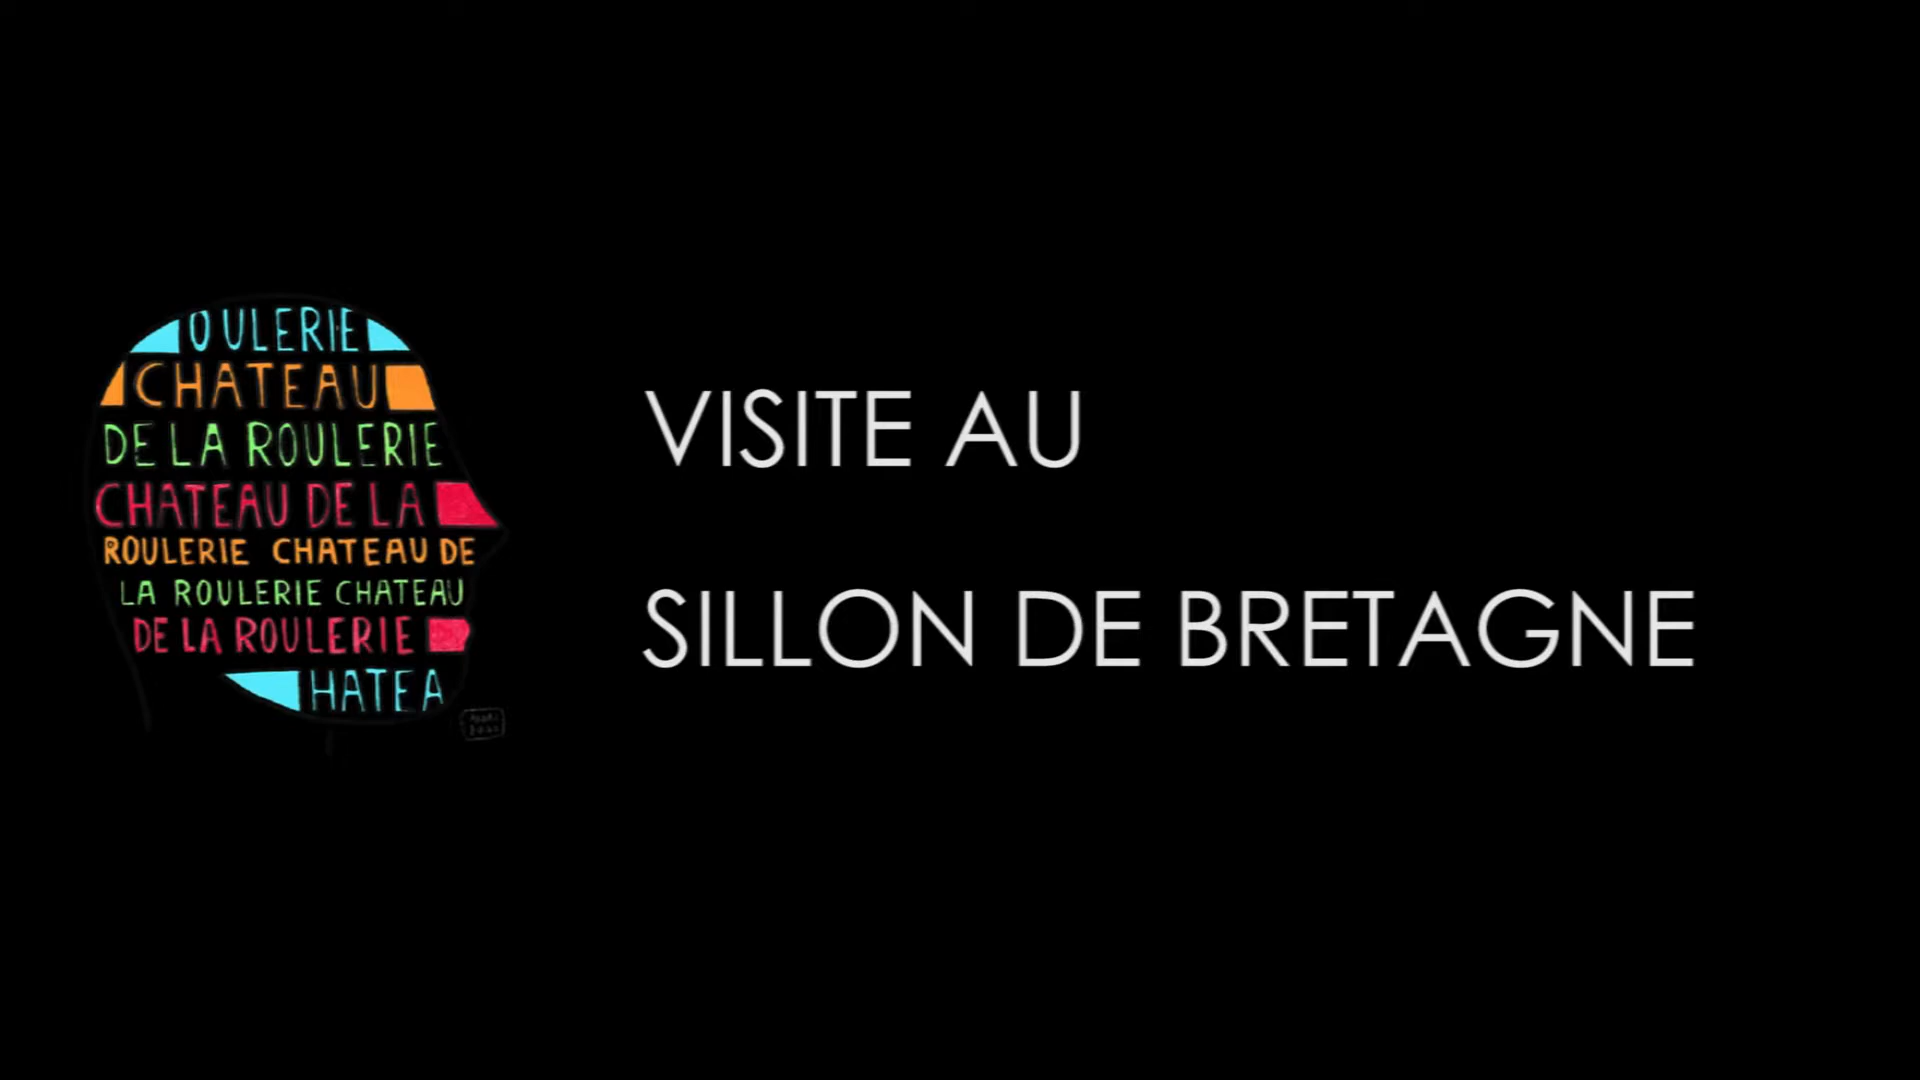 OULERIE
CHATEAU
DE LA ROULERIE
CHATEAU DE LA
ROULERIE CHATEAU DE
LA ROULERIE CHATEAU
DE LA ROULERIE
HATEA
VISITE AU
SILLON DE BRETAGNE